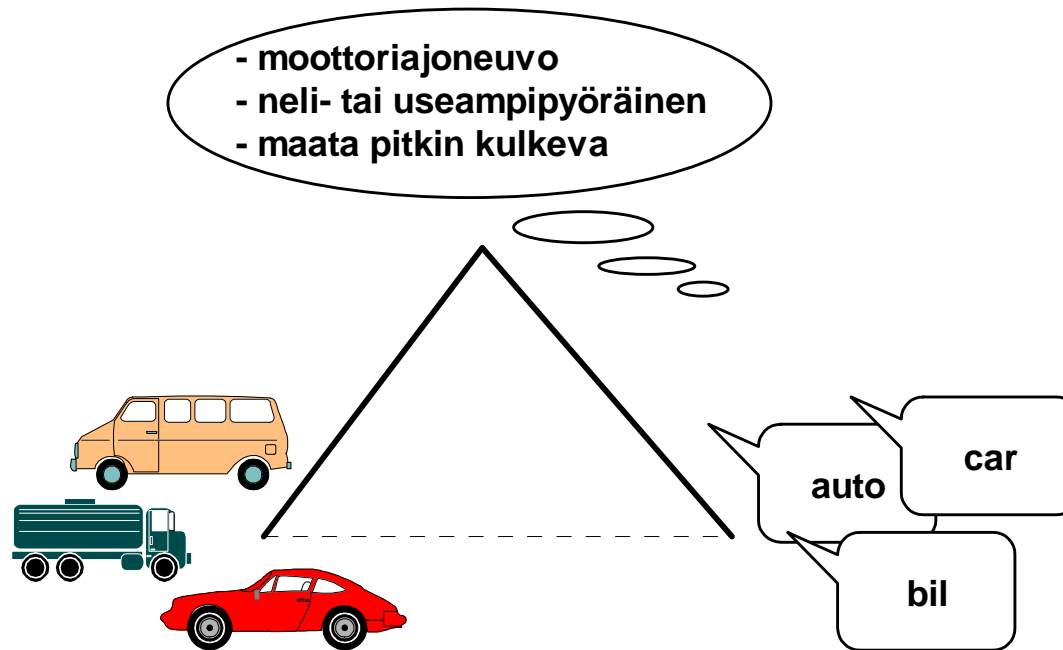 - moottoriajoneuvo
- neli- tai useampipyöräinen
- maata pitkin kulkeva
car
auto
bil